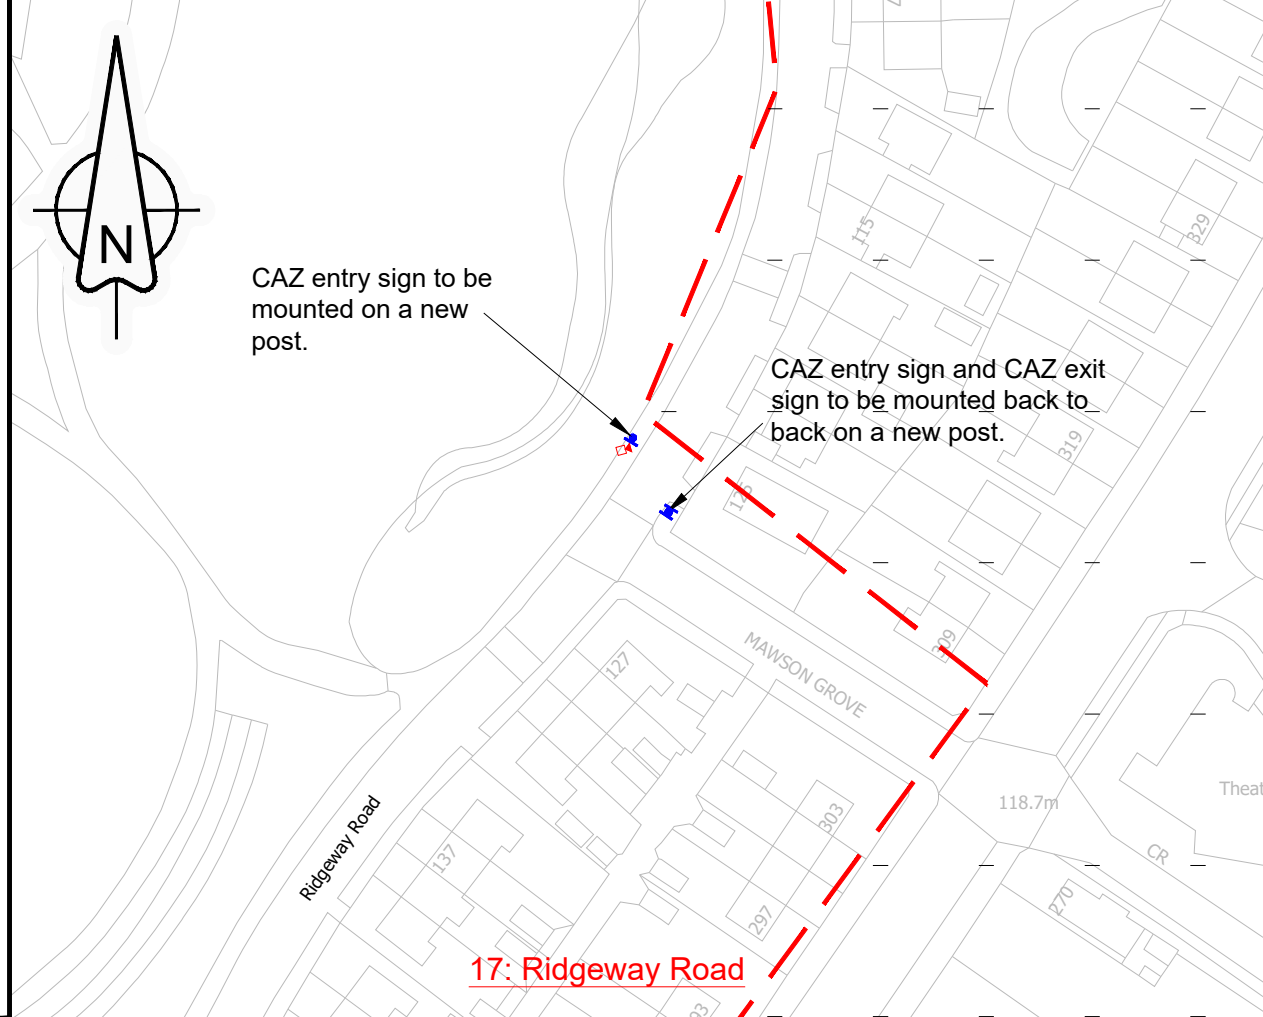 N
CAZ entry sign to be
mounted on a new
post.
CAZ entry sign and CAZ exit
sign to be mounted back to
back on a new post.
115
329
319
125
309
127
MAWSON GROVE
118.7m
Theat
CR
303
137
Ridgeway Road
270
297
17: Ridgeway Road
93